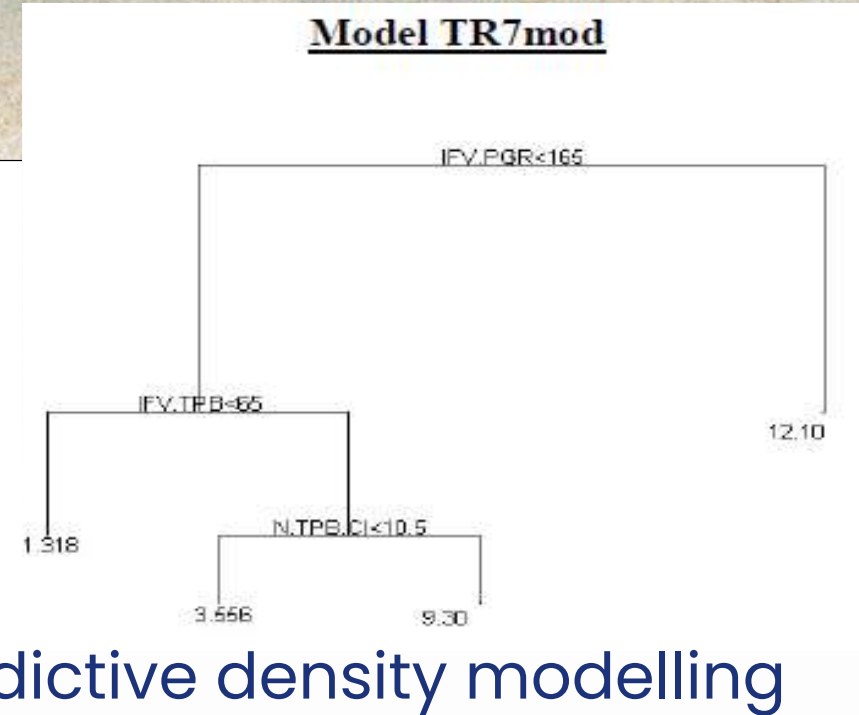 Model TR7mod
IFV.PGR<165
IFV.TPB<65
12.10
N.TPB.CI<10.5
1.318
3.556
9.30
dictive density modelling